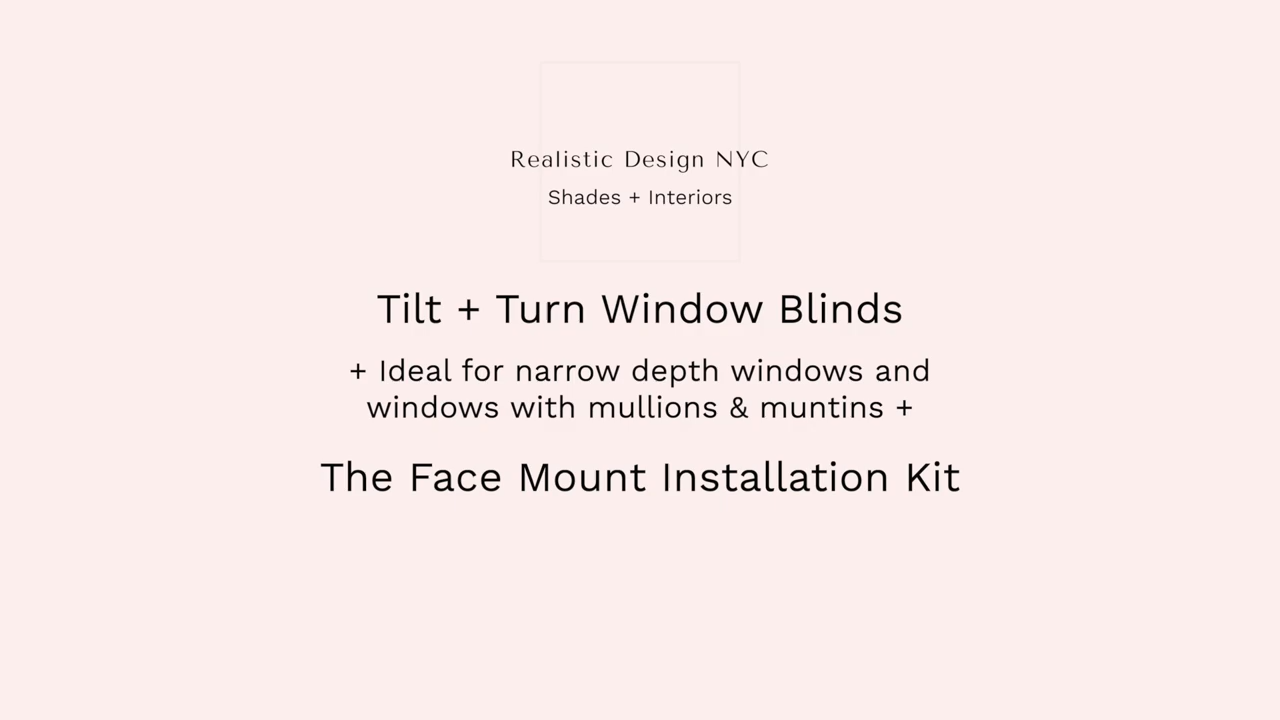 Realistic Design NYC
Shades + Interiors
Tilt + Turn Window Blinds
+ Ideal for narrow depth windows and
windows with mullions & muntins +
The Face Mount Installation Kit